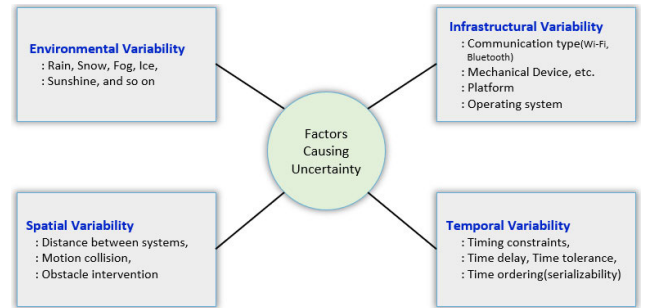 Environmental Variability
: Rain, Snow, Fog, Ice,
: Sunshine, and so on
Infrastructural Variability
: Communication type(Wi-Fi,
Bluetooth)
: Mechanical Device, etc.
: Platform
: Operating system
Factors
Causing
Uncertainty
Spatial Variability
: Distance between systems,
: Motion collision,
: Obstacle intervention
Temporal Variability
: Timing constraints,
: Time delay, Time tolerance,
: Time ordering(serializability)